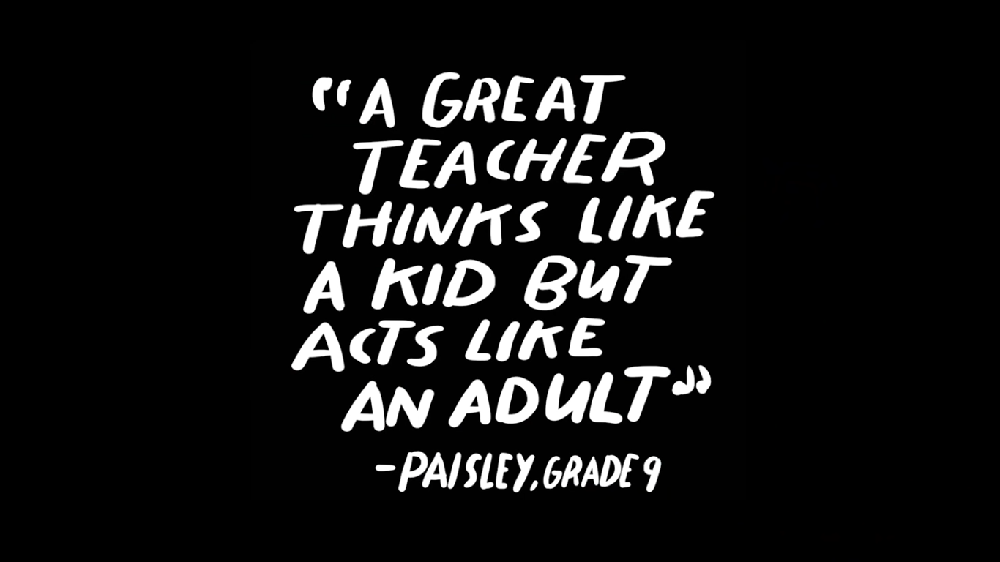 “A GREAT
TEACHER
THINKS LIKE
A KID BUT
ACTS LIKE
AN ADULT”
-PAISLEY, GRADE 9